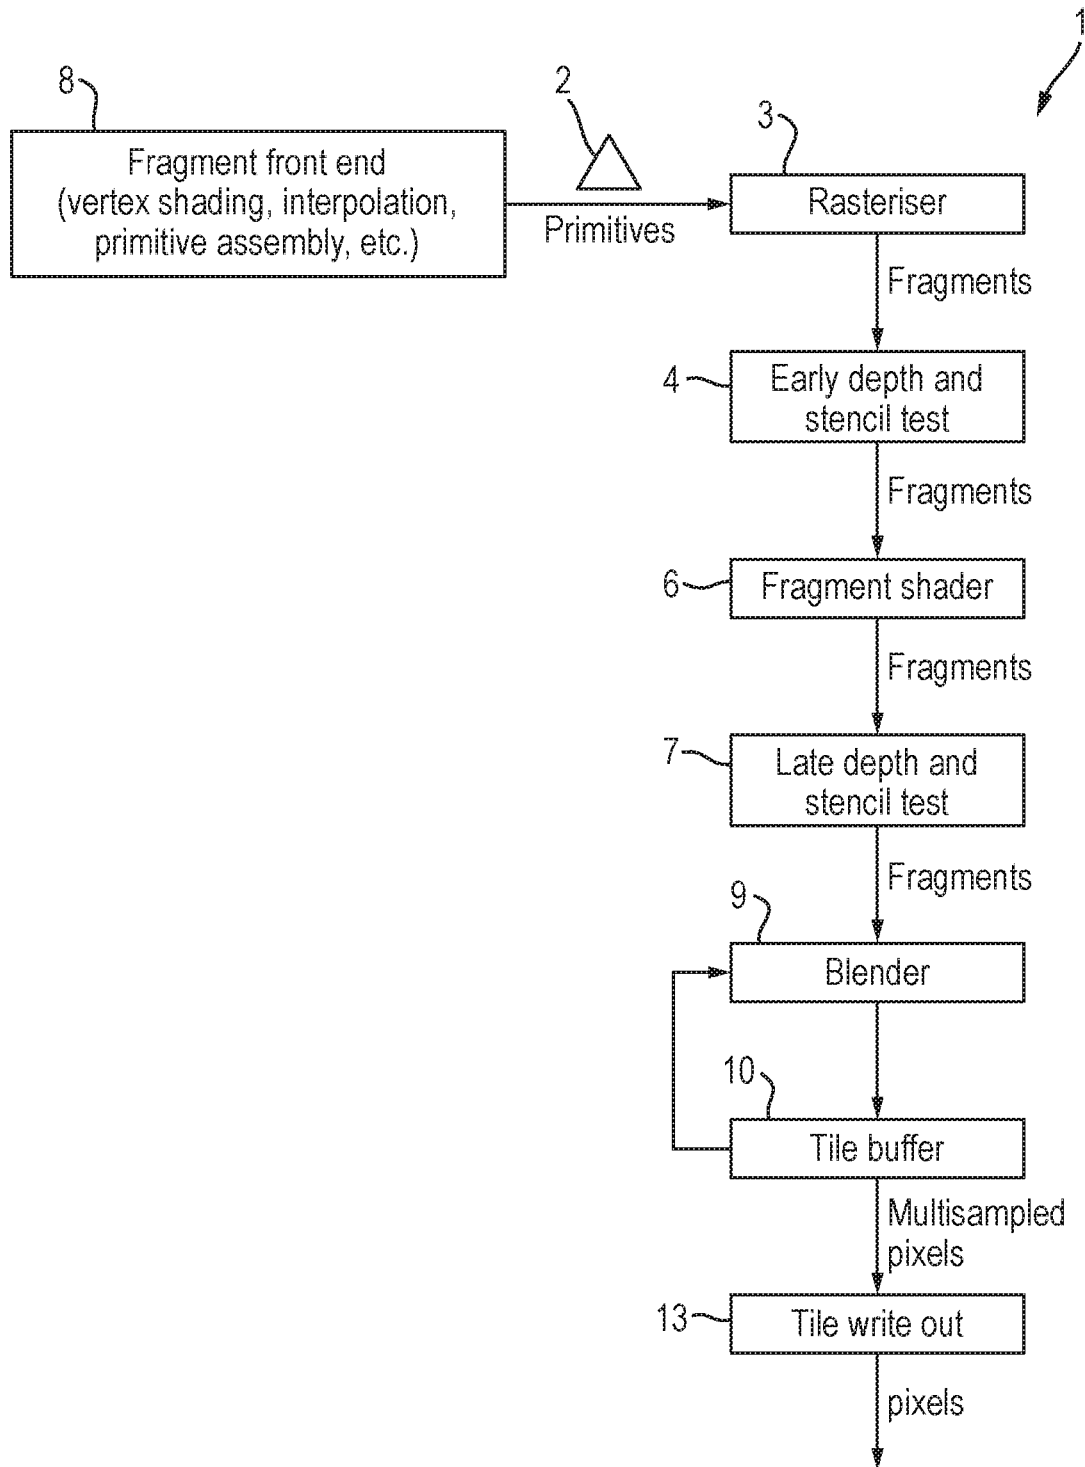 1
8
2
3
Fragment front end
(vertex shading, interpolation,
primitive assembly, etc.)
Primitives
Rasteriser
Fragments
4
Early depth and
stencil test
Fragments
6
Fragment shader
Fragments
7
Late depth and
stencil test
Fragments
9
Blender
10
Tile buffer
Multisampled
pixels
13
Tile write out
pixels